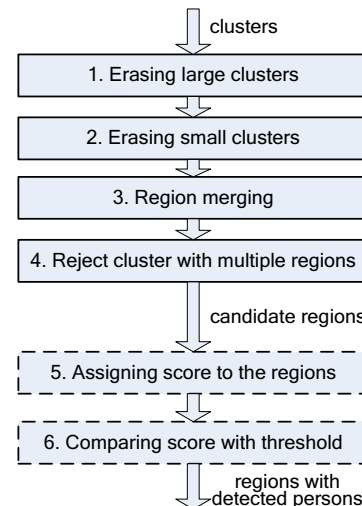 clusters
1. Erasing large clusters
2. Erasing small clusters
3. Region merging
4. Reject cluster with multiple regions
candidate regions
5. Assigning score to the regions
6. Comparing score with threshold
regions with
detected persons